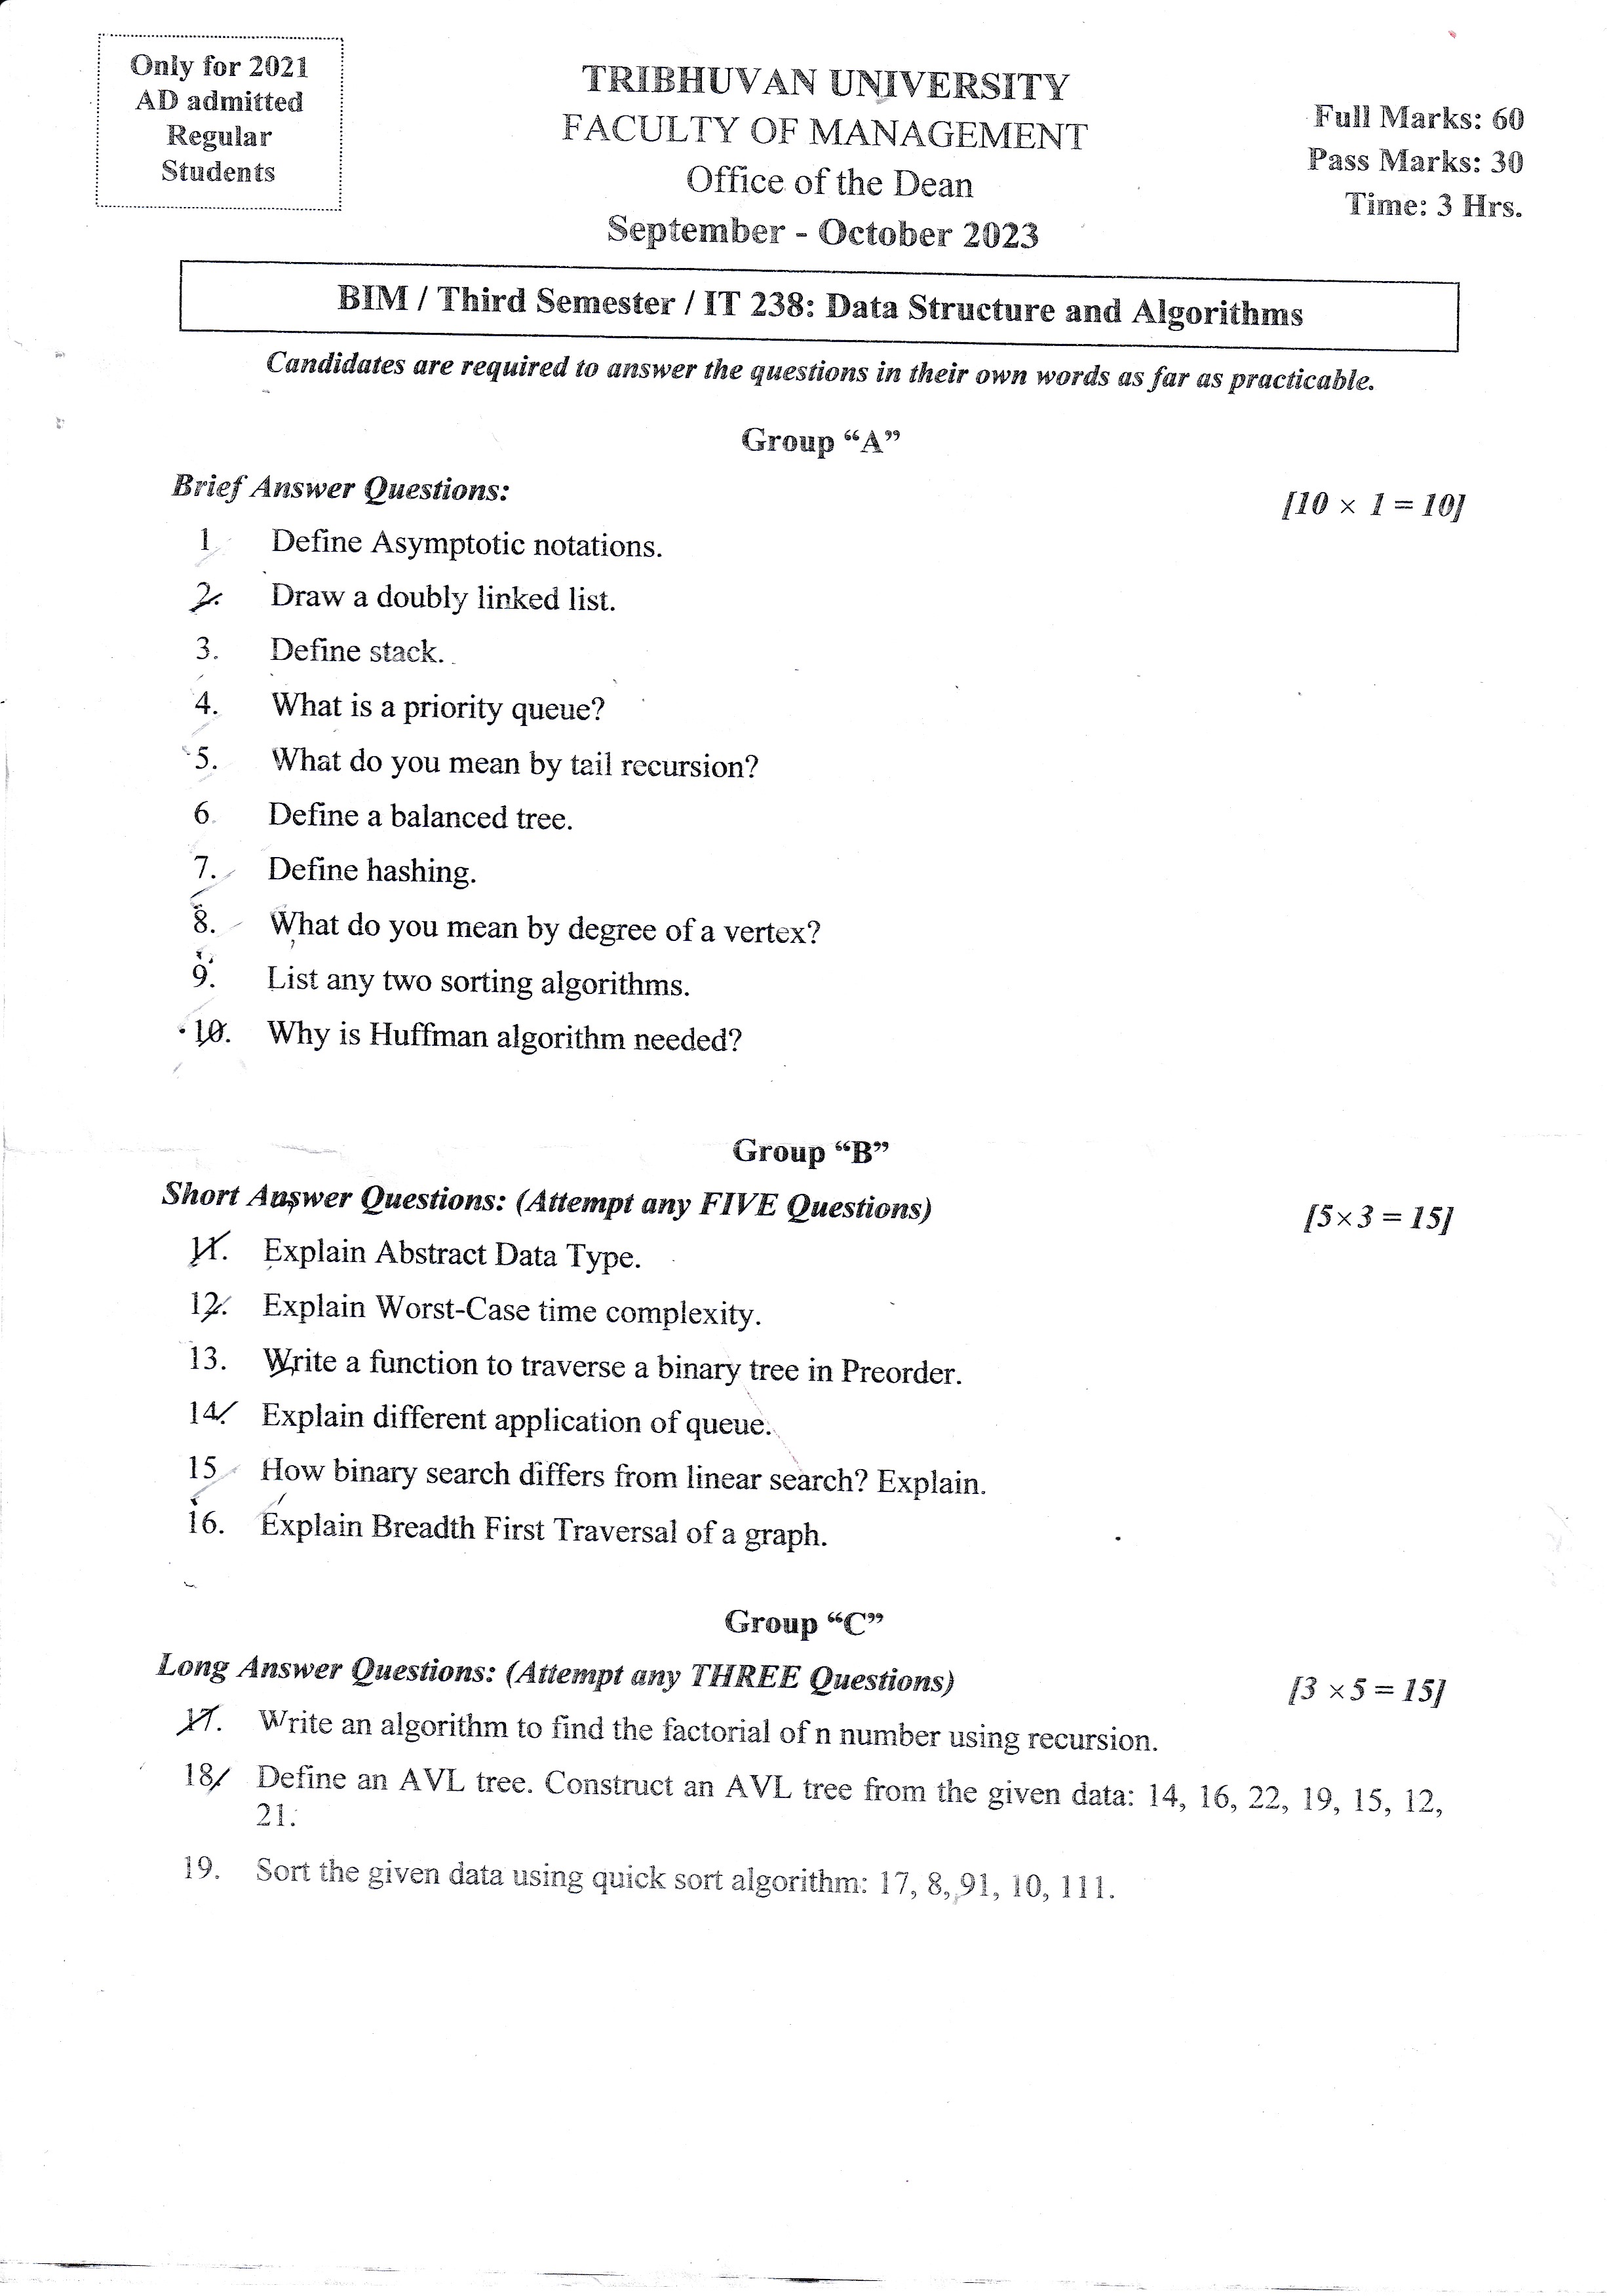 Only for 2021
AD admitted
Regular
Students
TRIBHUVAN UNIVERSITY
FACULTY OF MANAGEMENT
Office of the Dean
September - October 2023
Full Marks: 60
Pass Marks: 30
Time: 3 Hrs.
BIM / Third Semester / IT 238: Data Structure and Algorithms
Candidates are required to answer the questions in their own words as far as practicable.
Group “A”
Brief Answer Questions: [10 × 1 = 10]
1. Define Asymptotic notations.
2. Draw a doubly linked list.
3. Define stack.
4. What is a priority queue?
5. What do you mean by tail recursion?
6. Define a balanced tree.
7. Define hashing.
8. What do you mean by degree of a vertex?
9. List any two sorting algorithms.
10. Why is Huffman algorithm needed?
Group “B”
Short Answer Questions: (Attempt any FIVE Questions) [5×3 = 15]
11. Explain Abstract Data Type.
12. Explain Worst-Case time complexity.
13. Write a function to traverse a binary tree in Preorder.
14. Explain different application of queue.
15. How binary search differs from linear search? Explain.
16. Explain Breadth First Traversal of a graph.
Group “C”
Long Answer Questions: (Attempt any THREE Questions) [3 ×5 = 15]
17. Write an algorithm to find the factorial of n number using recursion.
18. Define an AVL tree. Construct an AVL tree from the given data: 14, 16, 22, 19, 15, 12,
21.
19. Sort the given data using quick sort algorithm: 17, 8, 91, 10, 111.